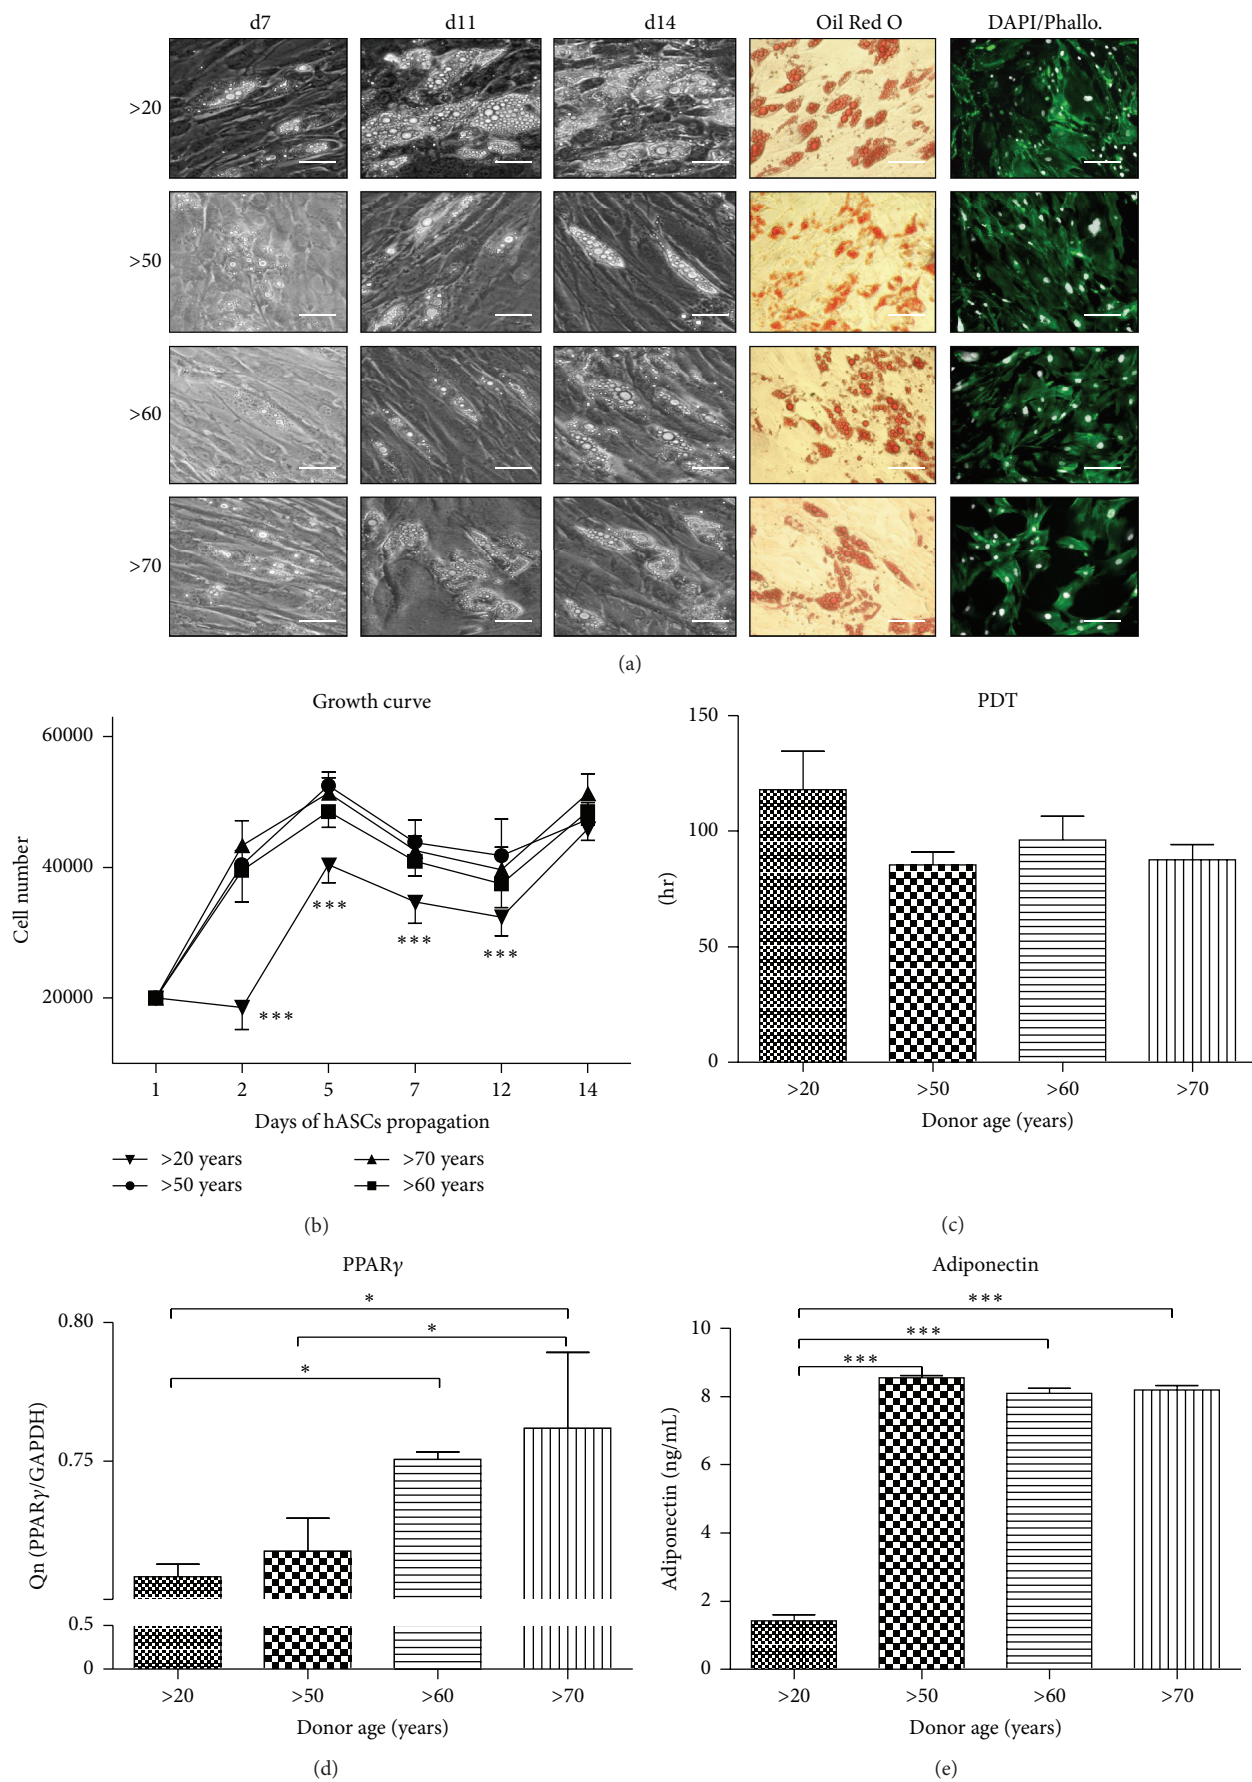 d7 d11 d14 Oil Red O DAPI/Phallo.
>20
>50
>60
>70
(a)
Growth curve
60000
40000
20000
Cell number
***
***
***
***
1 2 5 7 12 14
Days of hASCs propagation
>20 years >70 years
>50 years >60 years
(b)
PDT
150
100
50
0
(hr)
>20 >50 >60 >70
Donor age (years)
(c)
PPARγ
0.80
0.75
0.5
0
Qn (PPARγ/GAPDH)
*
*
*
>20 >50 >60 >70
Donor age (years)
(d)
Adiponectin
10
8
6
4
2
0
Adiponectin (ng/mL)
***
***
***
>20 >50 >60 >70
Donor age (years)
(e)